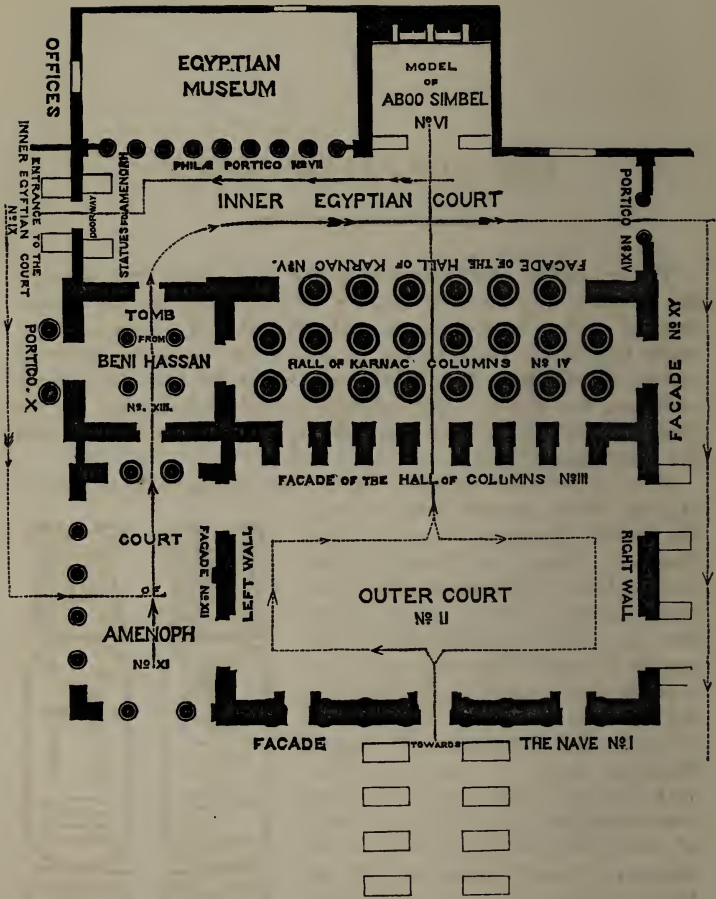 OFFICES
EGYPTIAN
MUSEUM
MODEL
OF
ABOO SIMBEL
Nº VI
PHILÆ PORTICO Nº VII
ENTRANCE TO THE
INNER EGYPTIAN COURT
Nº IX
DOORWAY
STATUES FROM AMENOPH
INNER EGYPTIAN COURT
PORTICO Nº XIV
FACADE OF THE HALL OF KARNAC Nº V.
TOMB
FROM
BENI HASSAN
Nº. XIII.
PORTICO. X
HALL OF KARNAC COLUMNS Nº IV
FACADE Nº XV
FACADE OF THE HALL OF COLUMNS Nº III
COURT
OF
AMENOPH
Nº XI
FACADE Nº XII
LEFT WALL
OUTER COURT
Nº II
RIGHT WALL
FACADE TOWARDS THE NAVE Nº I